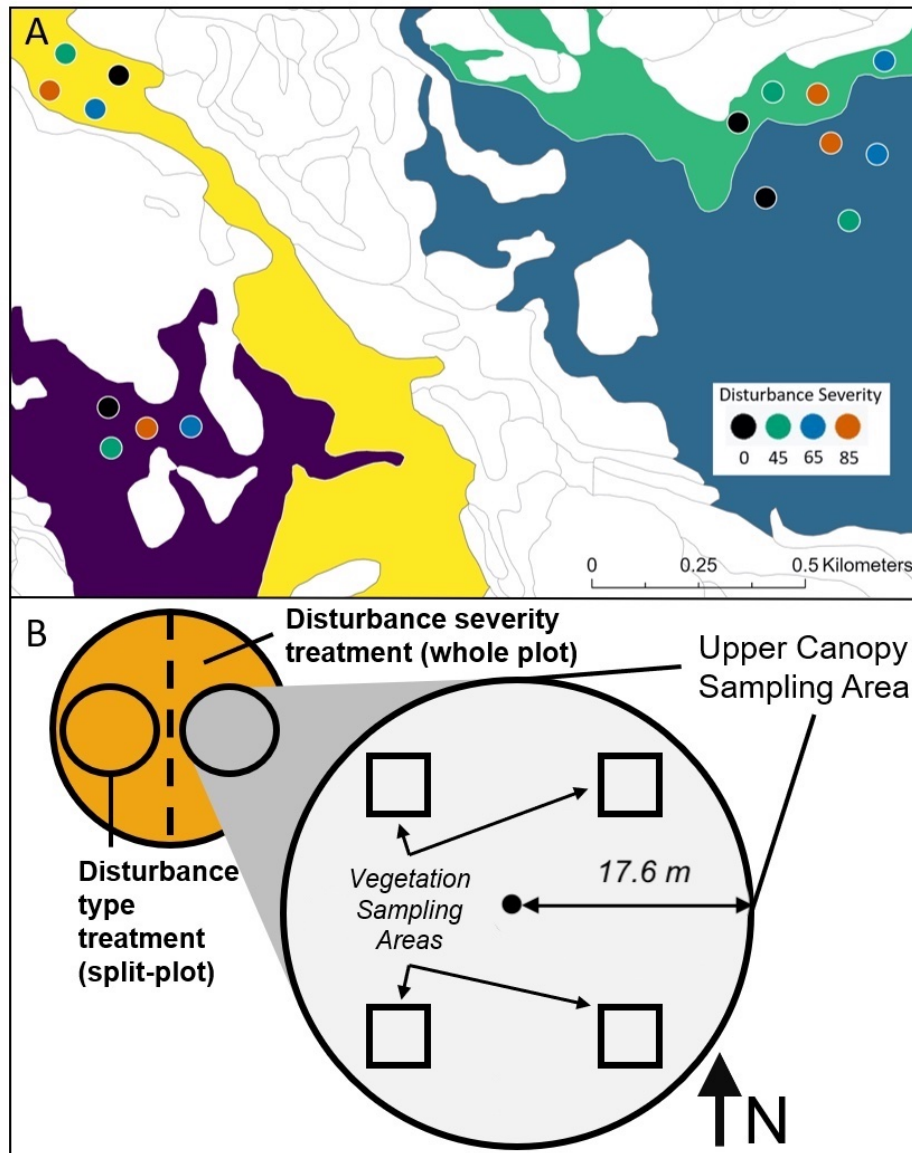 A
Disturbance Severity
0 45 65 85
0 0.25 0.5 Kilometers
B
Disturbance severity
treatment (whole plot)
Upper Canopy
Sampling Area
Disturbance
type
treatment
(split-plot)
Vegetation
Sampling
Areas
17.6 m
N